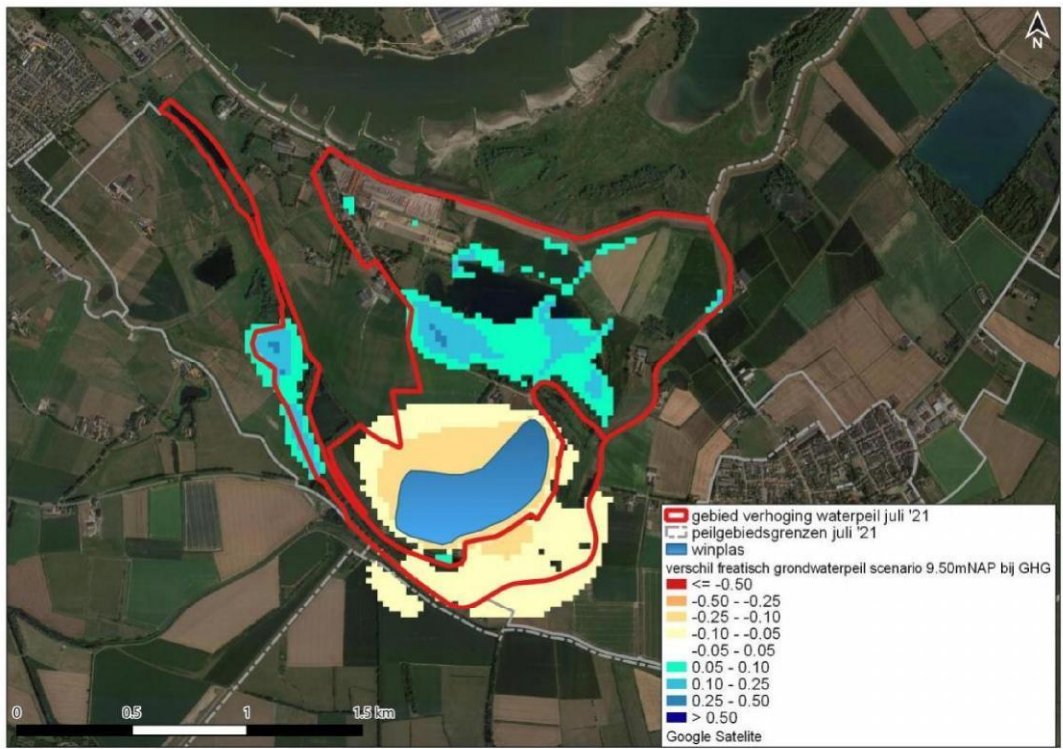 N
gebied verhoging waterpeil juli '21
peilgebiedsgrenzen juli '21
winplas
verschil freatisch grondwaterpeil scenario 9.50mNAP bij GHG
<= -0.50
-0.50 - -0.25
-0.25 - -0.10
-0.10 - -0.05
-0.05 - 0.05
0.05 - 0.10
0.10 - 0.25
0.25 - 0.50
> 0.50
Google Satelite
0 0.5 1 1.5 km